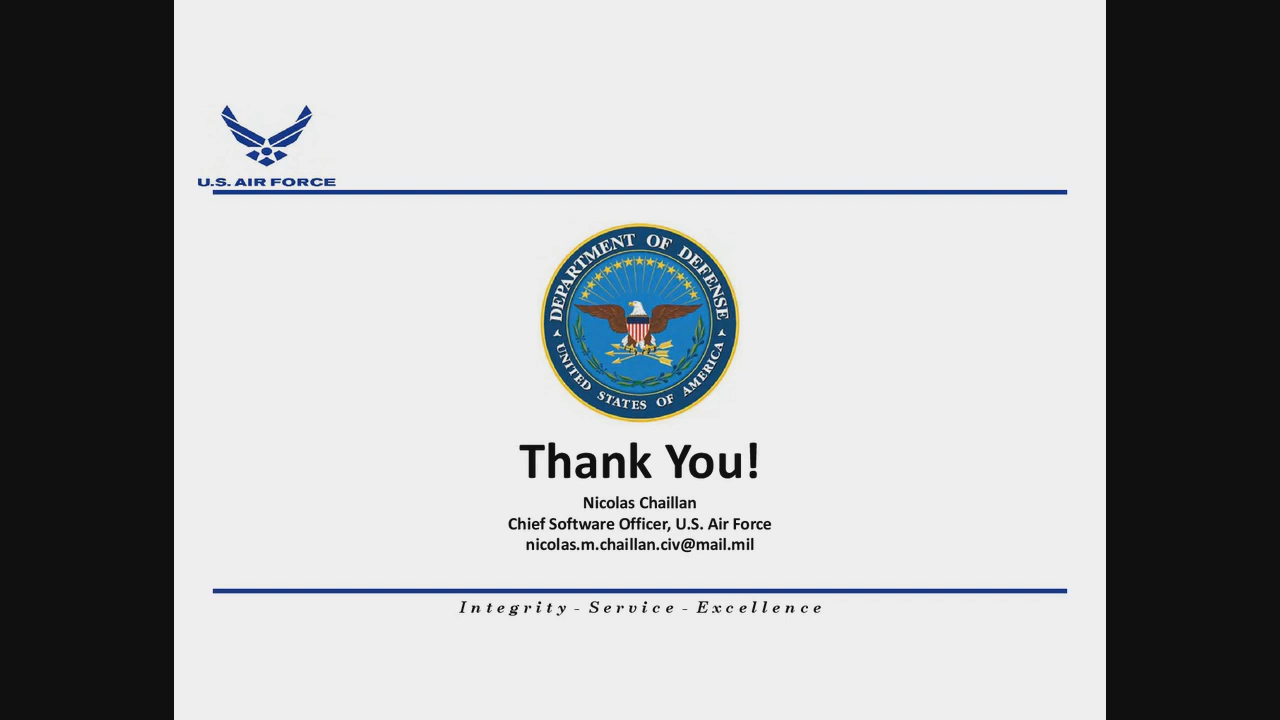 U.S. AIR FORCE
DEPARTMENT OF DEFENSE
UNITED STATES OF AMERICA
Thank You!
Nicolas Chaillan
Chief Software Officer, U.S. Air Force
nicolas.m.chaillan.civ@mail.mil
Integrity - Service - Excellence